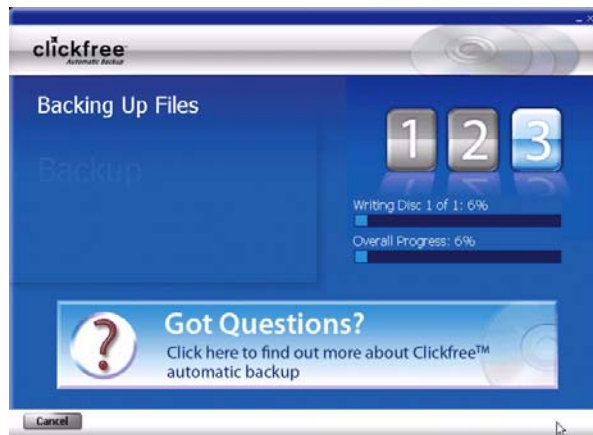 clickfree
Automatic Backup
Backing Up Files
Backup
1 2 3
Writing Disc 1 of 1: 6%
Overall Progress: 6%
Got Questions?
Click here to find out more about Clickfree™
automatic backup
?
Cancel